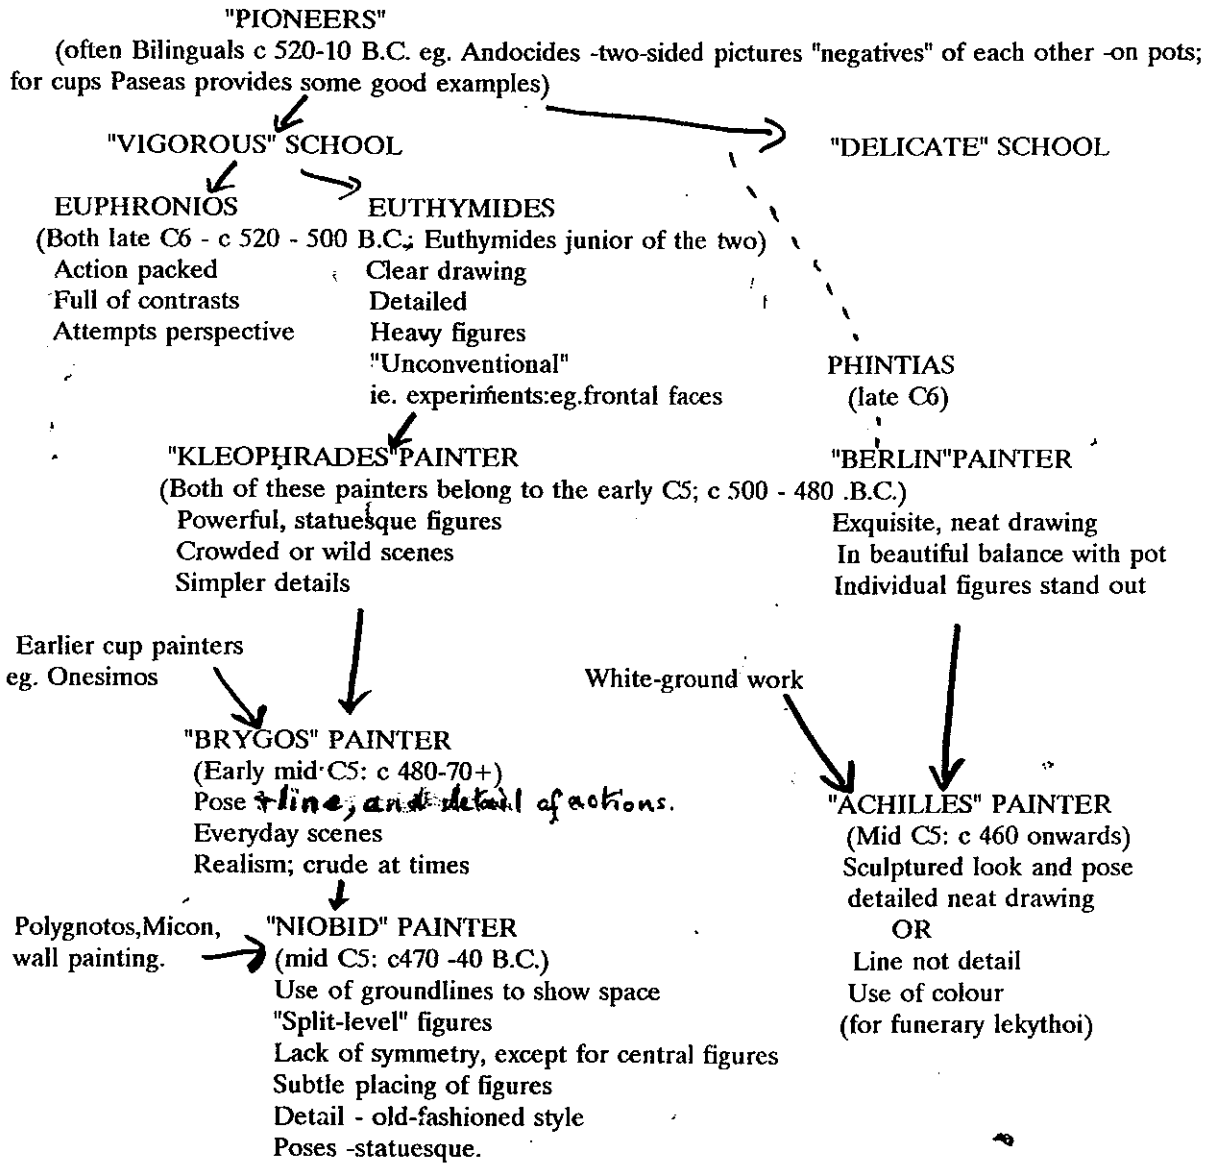 "PIONEERS"
(often Bilinguals c 520-10 B.C. eg. Andocides -two-sided pictures "negatives" of each other -on pots;
for cups Paseas provides some good examples)
"VIGOROUS" SCHOOL
"DELICATE" SCHOOL
EUPHRONIOS
EUTHYMIDES
(Both late C6 - c 520 - 500 B.C.; Euthymides junior of the two)
Action packed
Full of contrasts
Attempts perspective
Clear drawing
Detailed
Heavy figures
"Unconventional"
ie. experiments:eg.frontal faces
PHINTIAS
(late C6)
"KLEOPHRADES"PAINTER
"BERLIN"PAINTER
(Both of these painters belong to the early C5; c 500 - 480 .B.C.)
Powerful, statuesque figures
Crowded or wild scenes
Simpler details
Exquisite, neat drawing
In beautiful balance with pot
Individual figures stand out
Earlier cup painters
eg. Onesimos
White-ground work
"BRYGOS" PAINTER
(Early mid C5: c 480-70+)
Pose + line, and detail of actions.
Everyday scenes
Realism; crude at times
"ACHILLES" PAINTER
(Mid C5: c 460 onwards)
Sculptured look and pose
detailed neat drawing
OR
Line not detail
Use of colour
(for funerary lekythoi)
Polygnotos,Micon,
wall painting.
"NIOBID" PAINTER
(mid C5: c470 -40 B.C.)
Use of groundlines to show space
"Split-level" figures
Lack of symmetry, except for central figures
Subtle placing of figures
Detail - old-fashioned style
Poses -statuesque.